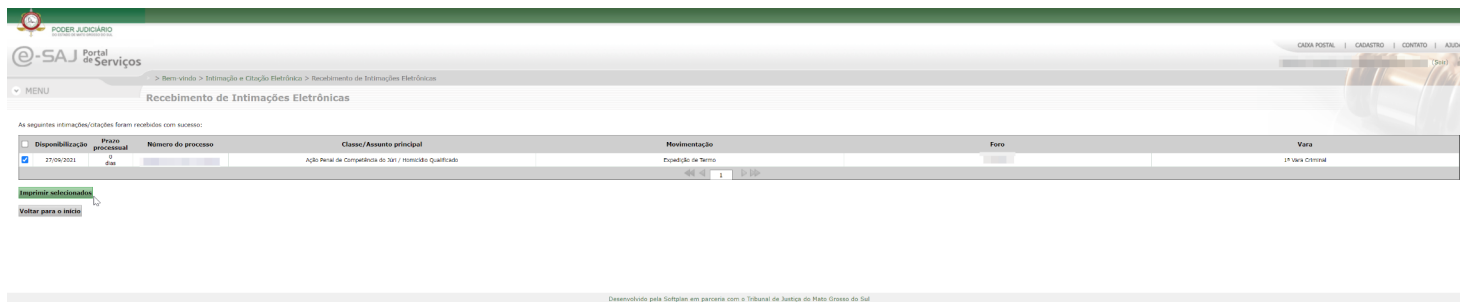 PODER JUDICIÁRIO
CAIXA POSTAL | CADASTRO | CONTATO | AJUDA
e-SAJ Portal de Serviços
(Sair)
> Bem-vindo > Intimação e Citação Eletrônica > Recebimento de Intimações Eletrônicas
MENU
Recebimento de Intimações Eletrônicas
As seguintes intimações/citações foram recebidos com sucesso:
Disponibilização Prazo processual Número do processo Classe/Assunto principal Movimentação Foro Vara
27/09/2021 0 dias Ação Penal de Competência do Júri / Homicídio Qualificado Expedição de Termo 1ª Vara Criminal
1
Imprimir selecionados
Voltar para o início
Desenvolvido pela Softplan em parceria com o Tribunal de Justiça do Mato Grosso do Sul